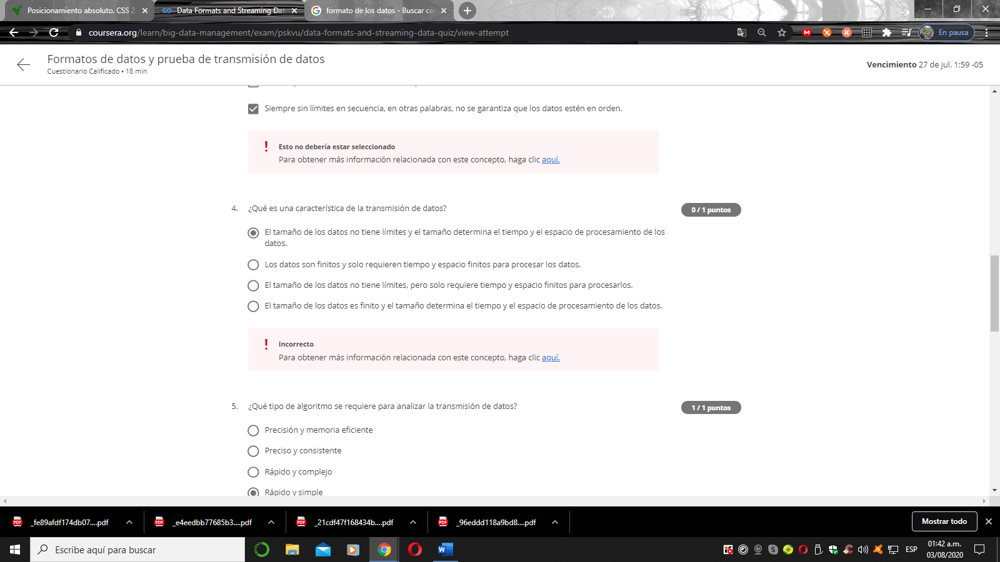 Posicionamiento absoluto. CSS 2.
Data Formats and Streaming Dat
formato de los datos - Buscar co
coursera.org/learn/big-data-management/exam/pskvu/data-formats-and-streaming-data-quiz/view-attempt
En pausa
Formatos de datos y prueba de transmisión de datos
Cuestionario Calificado • 18 min
Vencimiento 27 de jul. 1:59 -05
Siempre sin límites en secuencia, en otras palabras, no se garantiza que los datos estén en orden.
! Esto no debería estar seleccionado
Para obtener más información relacionada con este concepto, haga clic aquí.
4. ¿Qué es una característica de la transmisión de datos?
0 / 1 puntos
El tamaño de los datos no tiene límites y el tamaño determina el tiempo y el espacio de procesamiento de los
datos.
Los datos son finitos y solo requieren tiempo y espacio finitos para procesar los datos.
El tamaño de los datos no tiene límites, pero solo requiere tiempo y espacio finitos para procesarlos.
El tamaño de los datos es finito y el tamaño determina el tiempo y el espacio de procesamiento de los datos.
! Incorrecto
Para obtener más información relacionada con este concepto, haga clic aquí.
5. ¿Qué tipo de algoritmo se requiere para analizar la transmisión de datos?
1 / 1 puntos
Precisión y memoria eficiente
Preciso y consistente
Rápido y complejo
Rápido y simple
_fe89afdf174db07....pdf
_e4eedbb77685b3....pdf
_21cdf47f168434b....pdf
_96eddd118a9bd8....pdf
Mostrar todo
Escribe aquí para buscar
ESP
01:42 a.m.
03/08/2020